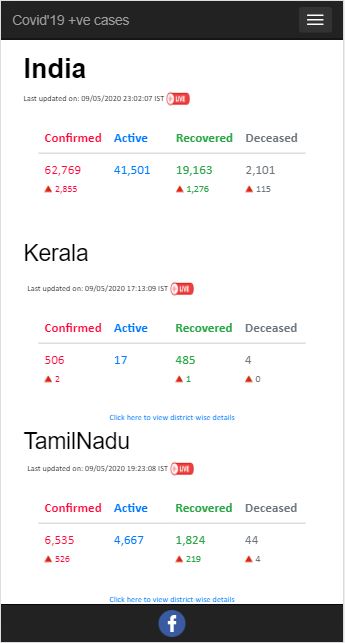 Covid'19 +ve cases
India
Last updated on: 09/05/2020 23:02:07 IST LIVE
Confirmed Active Recovered Deceased
62,769 41,501 19,163 2,101
▲ 2,855 ▲ 1,276 ▲ 115
Kerala
Last updated on: 09/05/2020 17:13:09 IST LIVE
Confirmed Active Recovered Deceased
506 17 485 4
▲ 2 ▲ 1 ▲ 0
Click here to view district-wise details
TamilNadu
Last updated on: 09/05/2020 19:23:08 IST LIVE
Confirmed Active Recovered Deceased
6,535 4,667 1,824 44
▲ 526 ▲ 219 ▲ 4
Click here to view district-wise details
f